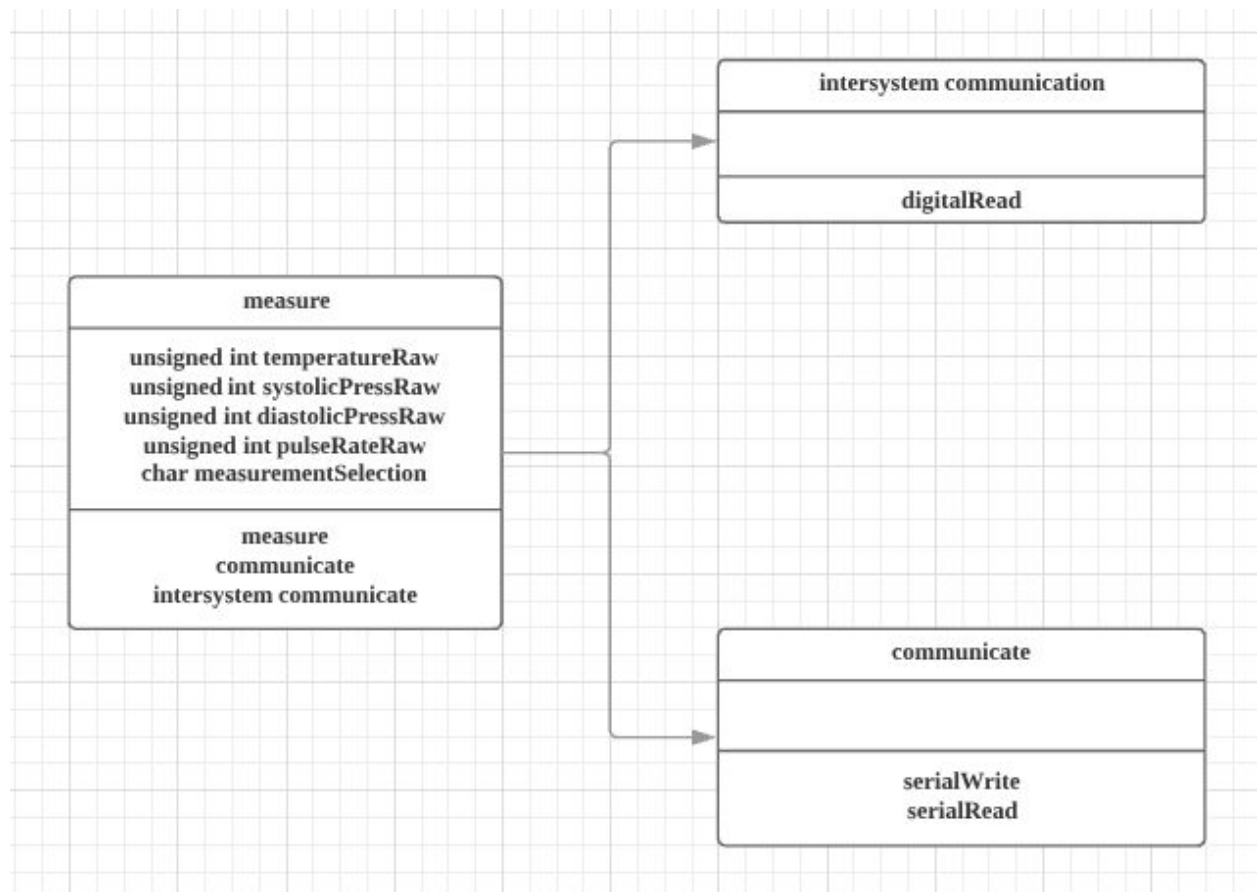 intersystem communication
digitalRead
measure
unsigned int temperatureRaw
unsigned int systolicPressRaw
unsigned int diastolicPressRaw
unsigned int pulseRateRaw
char measurementSelection
measure
communicate
intersystem communicate
communicate
serialWrite
serialRead